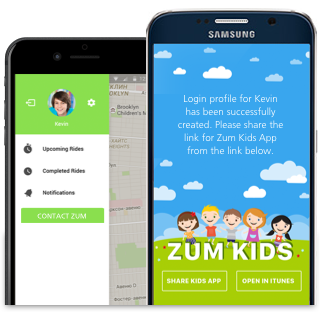 SAMSUNG
Login profile for Kevin
has been successfully
created. Please share the
link for Zum Kids App
from the link below.
ZUM KIDS
SHARE KIDS APP
OPEN IN ITUNES
Kevin
Upcoming Rides
Completed Rides
Notifications
CONTACT ZUM
Brooklyn
Children's M